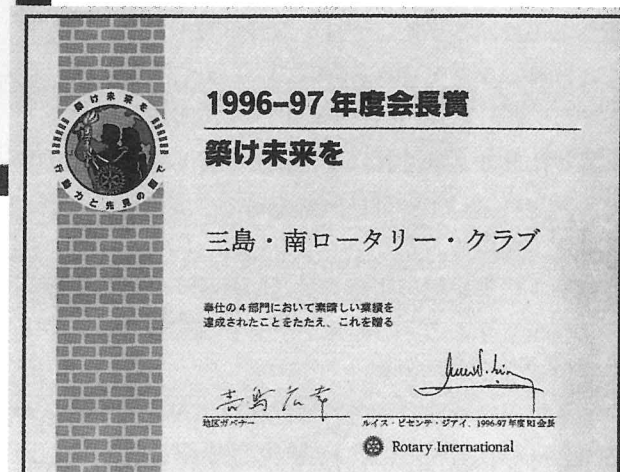 築け未来を
行動力と先見の眼で
1996–97 年度会長賞
築け未来を
三島・南ロータリー・クラブ
奉仕の4部門において素晴しい業績を
達成されたことをたたえ、これを贈る
地区ガバナー
ルイス・ビセンテ・ジアイ、1996-97 年度 RI 会長
Rotary International